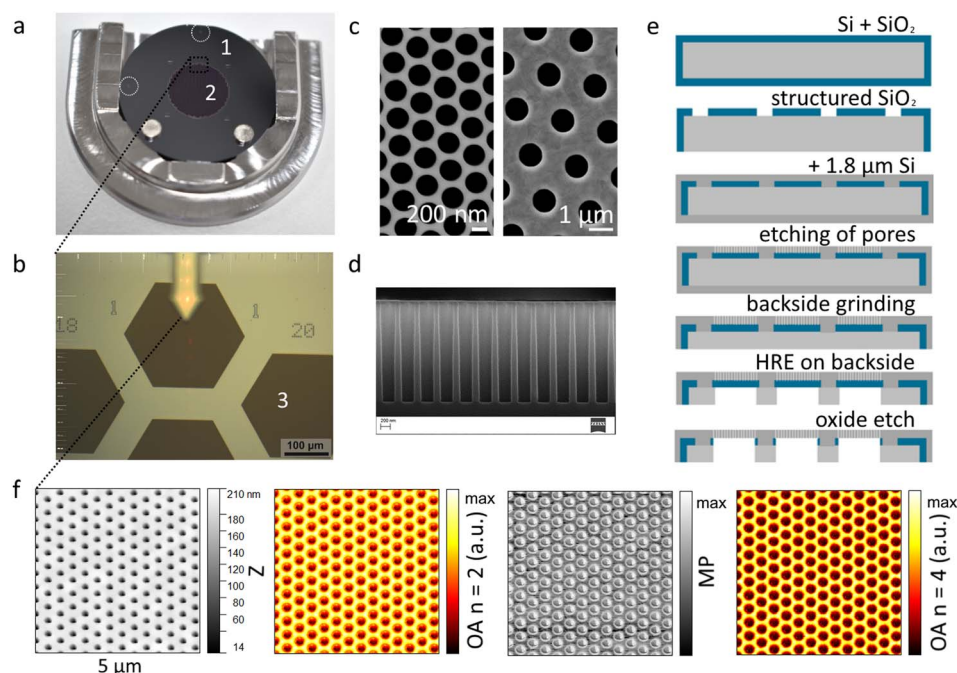 a
1
2
b
1
1
18
20
3
100 µm
c
200 nm
1 µm
d
200 nm
ZEISS
e
Si + SiO₂
structured SiO₂
+ 1.8 µm Si
etching of pores
backside grinding
HRE on backside
oxide etch
f
5 µm
210 nm
180
160
140
120
100
80
60
14
Z
max
OA n = 2 (a.u.)
max
MP
max
OA n = 4 (a.u.)